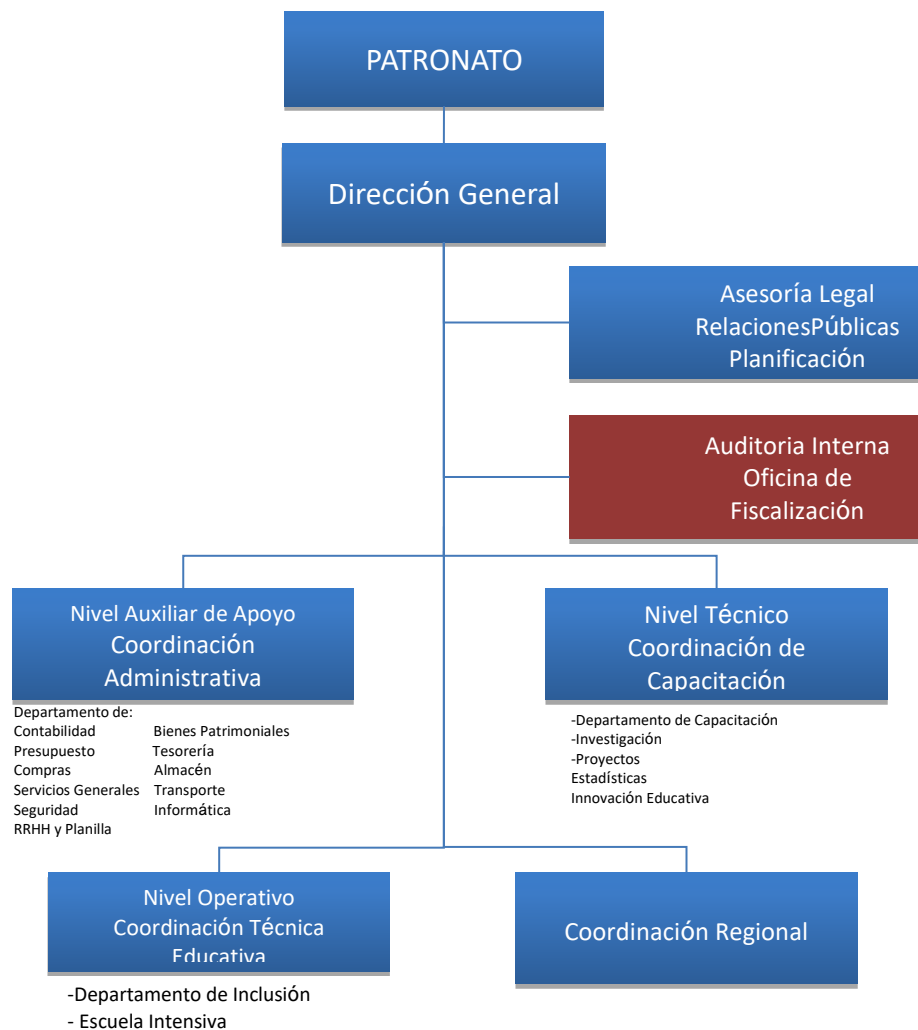 PATRONATO
Dirección General
Asesoría Legal
RelacionesPúblicas
Planificación
Auditoria Interna
Oficina de
Fiscalización
Nivel Auxiliar de Apoyo
Coordinación
Administrativa
Departamento de:
Contabilidad Bienes Patrimoniales
Presupuesto Tesorería
Compras Almacén
Servicios Generales Transporte
Seguridad Informática
RRHH y Planilla
Nivel Técnico
Coordinación de
Capacitación
-Departamento de Capacitación
-Investigación
-Proyectos
Estadísticas
Innovación Educativa
Nivel Operativo
Coordinación Técnica
Educativa
-Departamento de Inclusión
- Escuela Intensiva
Coordinación Regional